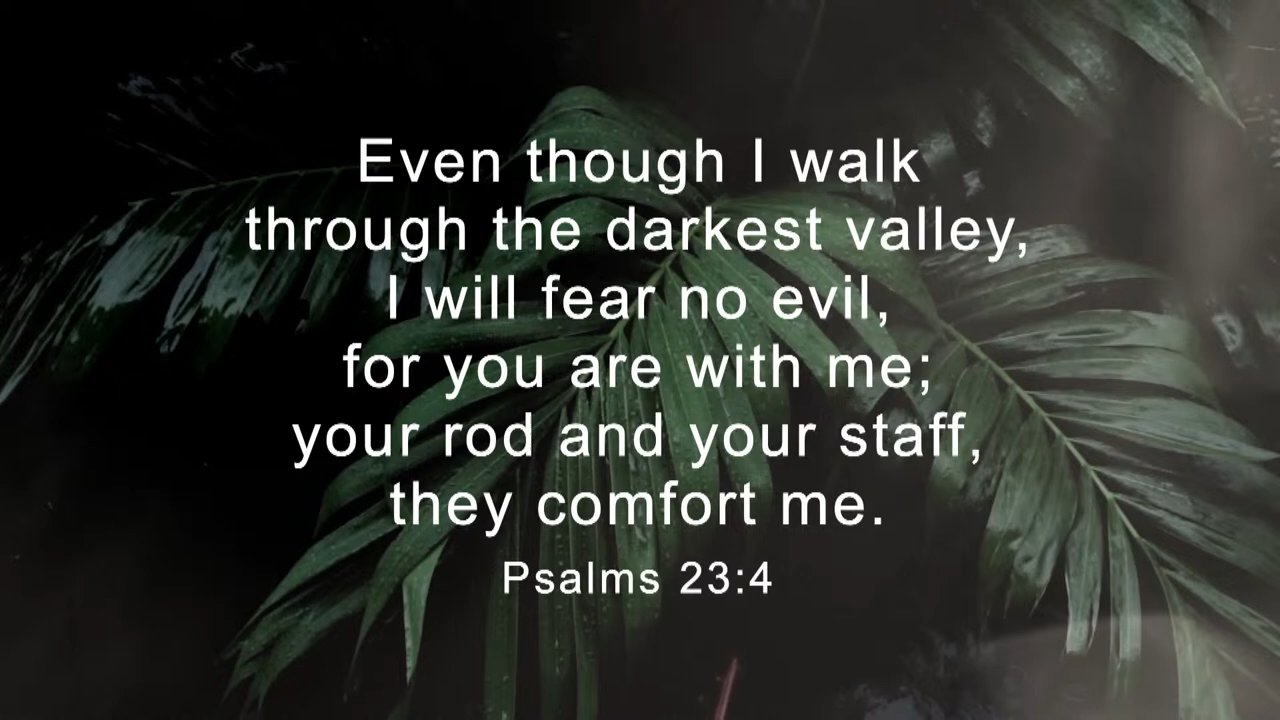 Even though I walk
through the darkest valley,
I will fear no evil,
for you are with me;
your rod and your staff,
they comfort me.
Psalms 23:4